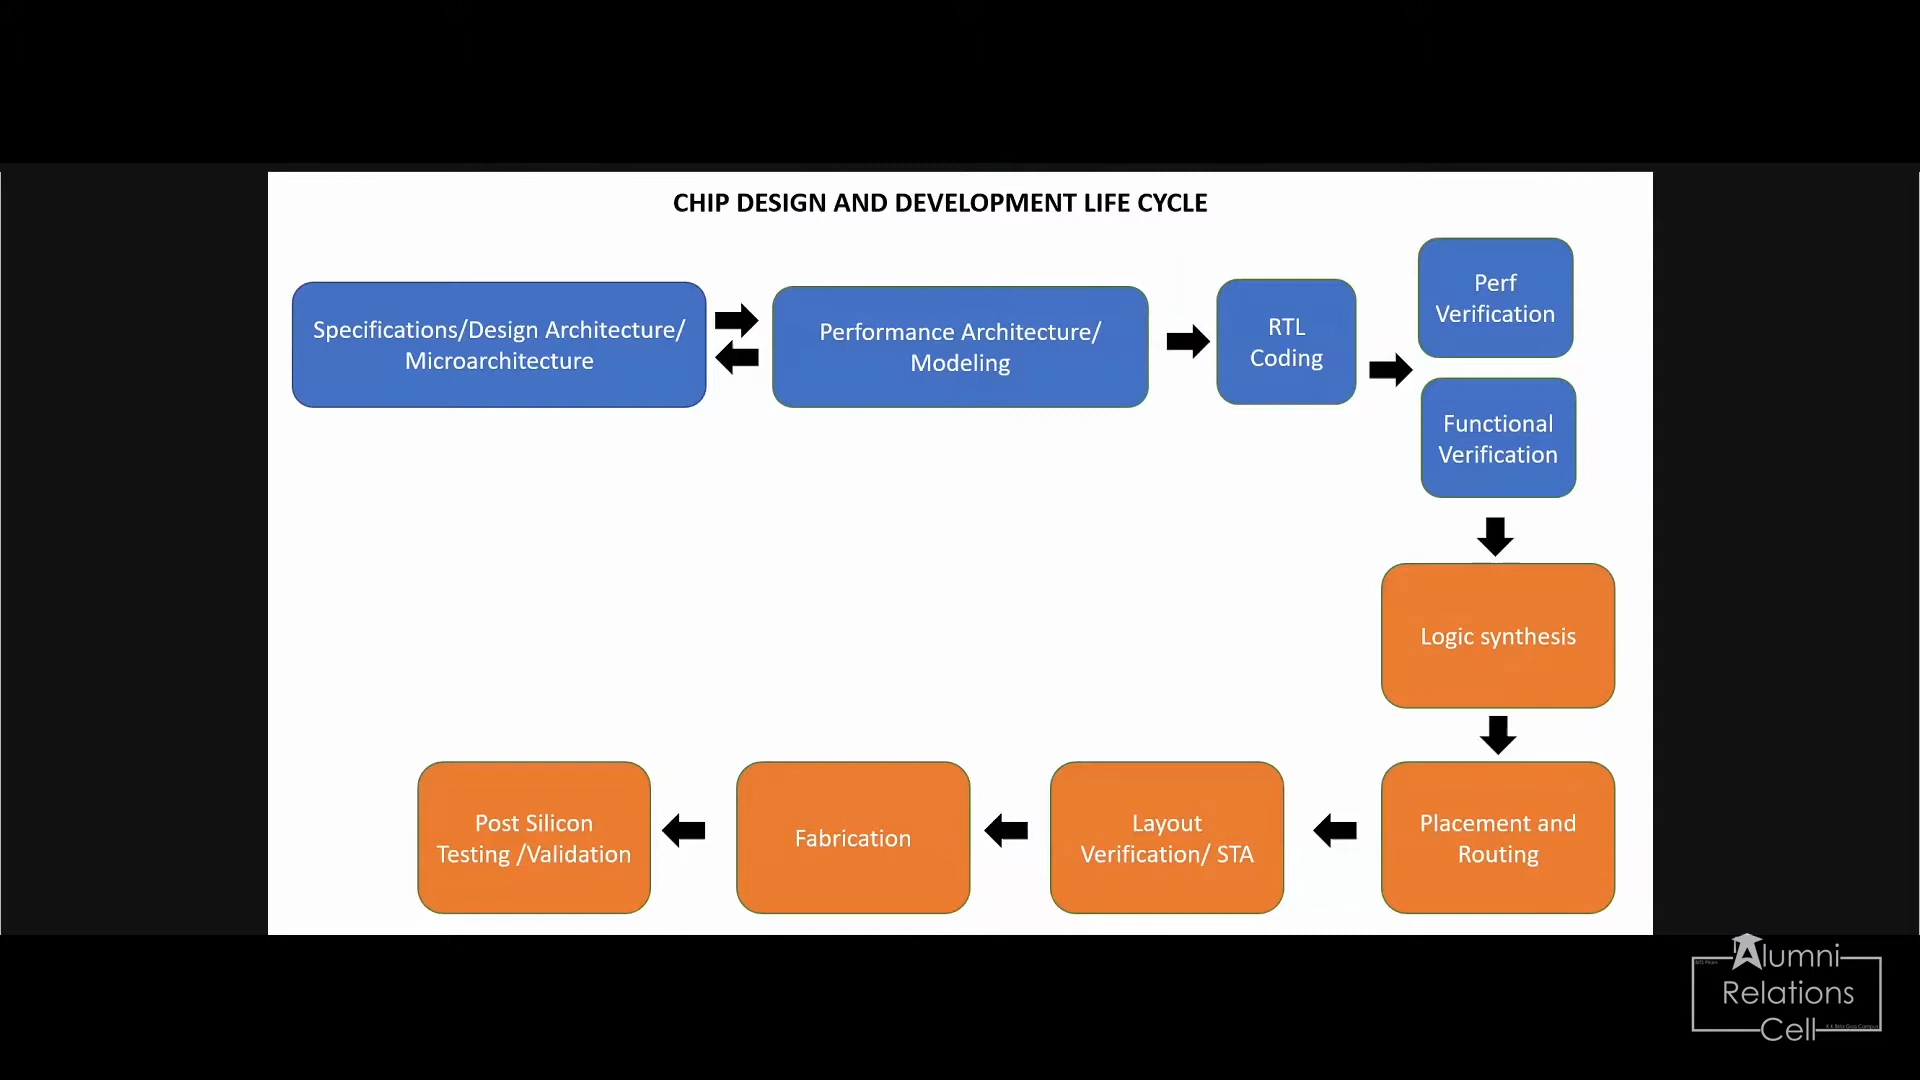 CHIP DESIGN AND DEVELOPMENT LIFE CYCLE
Specifications/Design Architecture/
Microarchitecture
Performance Architecture/
Modeling
RTL
Coding
Perf
Verification
Functional
Verification
Logic synthesis
Placement and
Routing
Layout
Verification/ STA
Fabrication
Post Silicon
Testing /Validation
Alumni
Relations
Cell